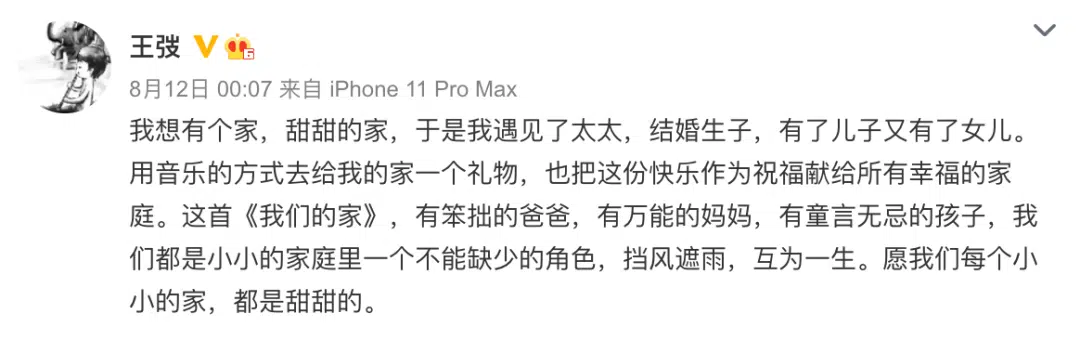 王弢
8月12日 00:07 来自 iPhone 11 Pro Max
我想有个家，甜甜的家，于是我遇见了太太，结婚生子，有了儿子又有了女儿。
用音乐的方式去给我的家一个礼物，也把这份快乐作为祝福献给所有幸福的家
庭。这首《我们的家》，有笨拙的爸爸，有万能的妈妈，有童言无忌的孩子，我
们都是小小的家庭里一个不能缺少的角色，挡风遮雨，互为一生。愿我们每个小
小的家，都是甜甜的。